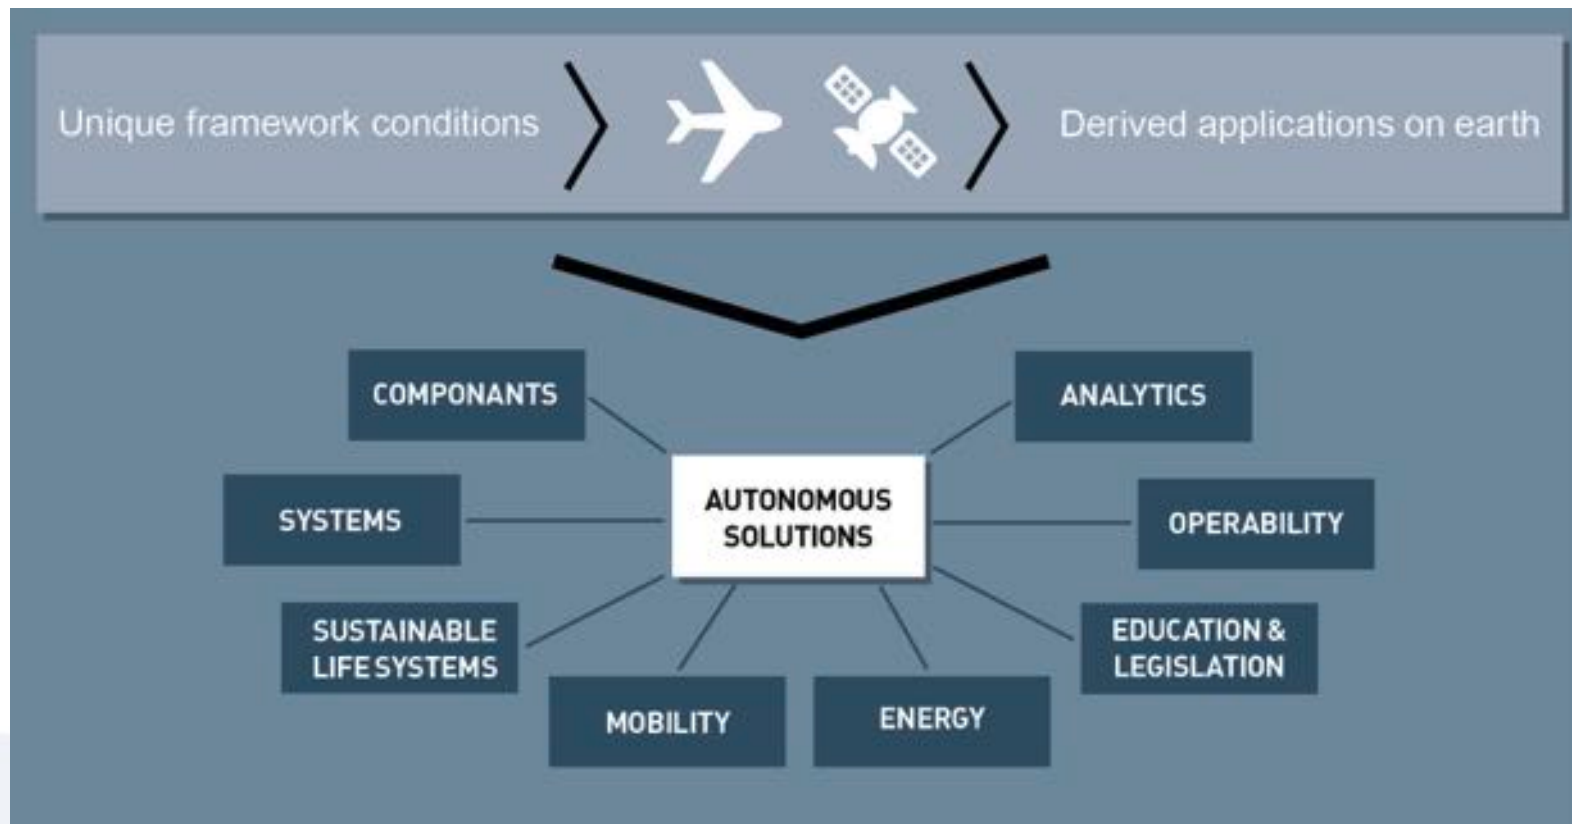 Unique framework conditions
Derived applications on earth
COMPONANTS
ANALYTICS
AUTONOMOUS
SOLUTIONS
SYSTEMS
OPERABILITY
SUSTAINABLE
LIFE SYSTEMS
EDUCATION &
LEGISLATION
MOBILITY
ENERGY